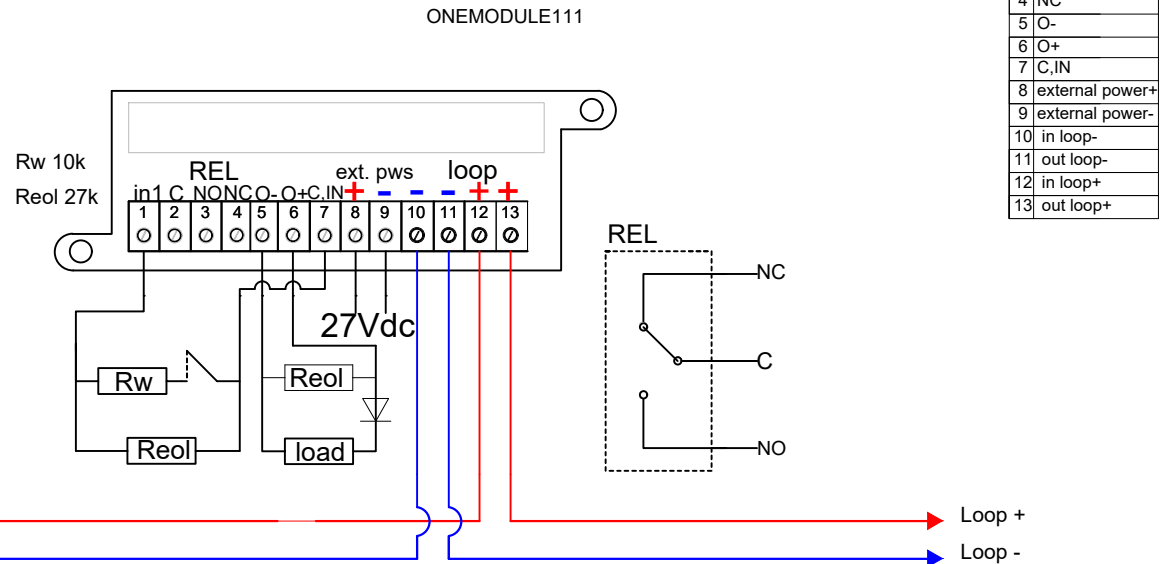 ONEMODULE111
4 NC
5 O-
6 O+
7 C,IN
8 external power+
9 external power-
10 in loop-
11 out loop-
12 in loop+
13 out loop+
Rw 10k
Reol 27k
REL
ext. pws
loop
in1 C NO NC O- O+ C,IN + - - - + +
1 2 3 4 5 6 7 8 9 10 11 12 13
REL
NC
C
NO
27Vdc
Rw
Reol
Reol
load
Loop +
Loop -